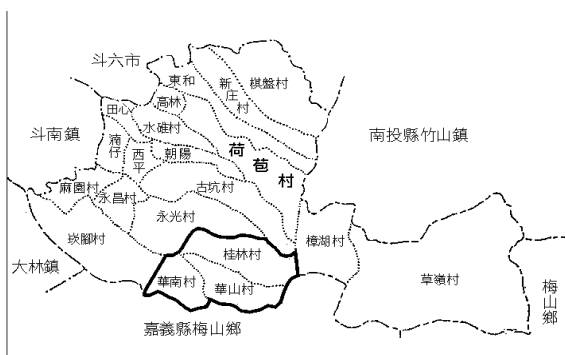 斗六市
東和
新庄村
棋盤村
高林
田心
斗南鎮
水碓村
湳仔
西平
朝陽
荷苞村
南投縣竹山鎮
麻園村
永昌村
古坑村
永光村
崁腳村
大林鎮
桂林村
樟湖村
草嶺村
華南村
華山村
梅山鄉
嘉義縣梅山鄉